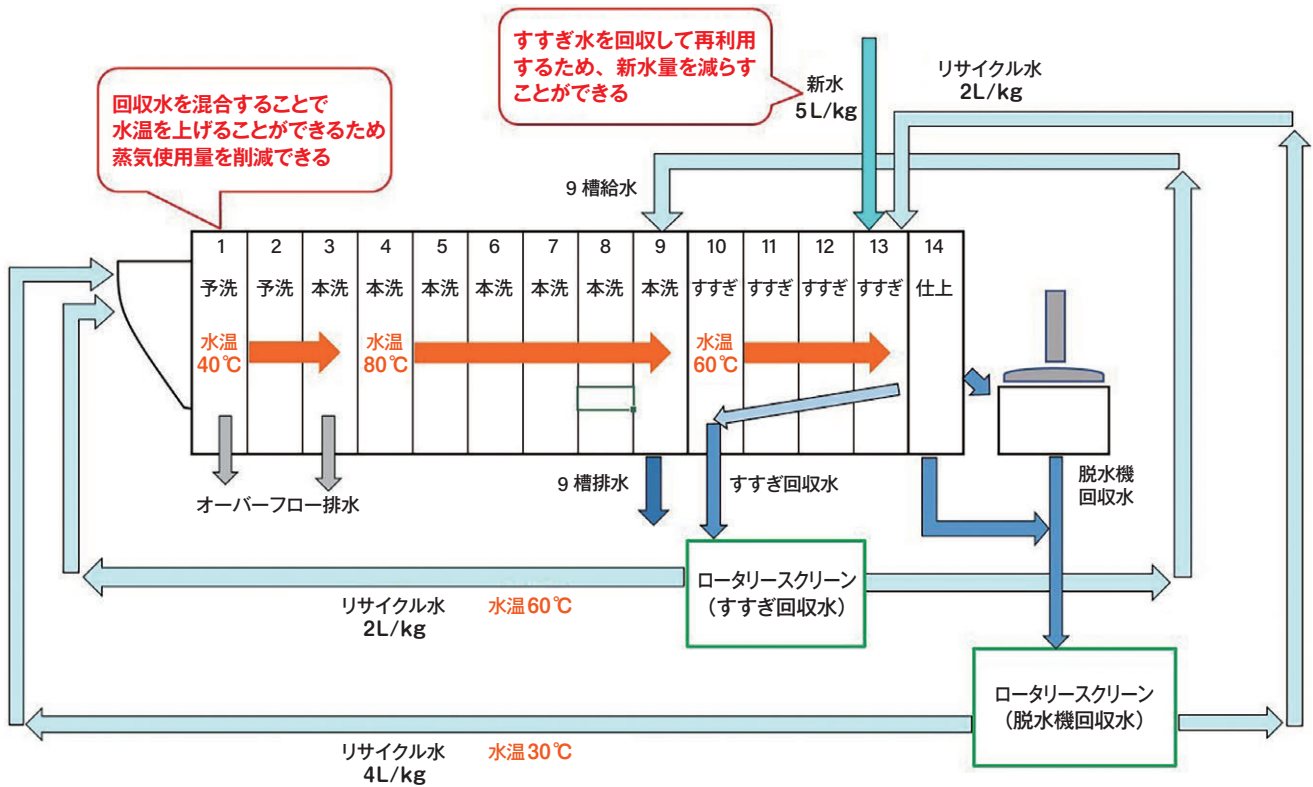 すすぎ水を回収して再利用
するため、新水量を減らす
ことができる
新水
5L/kg
リサイクル水
2L/kg
回収水を混合することで
水温を上げることができるため
蒸気使用量を削減できる
9槽給水
1 2 3 4 5 6 7 8 9 10 11 12 13 14
予洗 予洗 本洗 本洗 本洗 本洗 本洗 本洗 本洗 すすぎ すすぎ すすぎ すすぎ 仕上
水温
40℃
水温
80℃
水温
60℃
オーバーフロー排水
9槽排水
すすぎ回収水
脱水機
回収水
ロータリースクリーン
(すすぎ回収水)
リサイクル水 水温60℃
2L/kg
ロータリースクリーン
(脱水機回収水)
リサイクル水 水温30℃
4L/kg